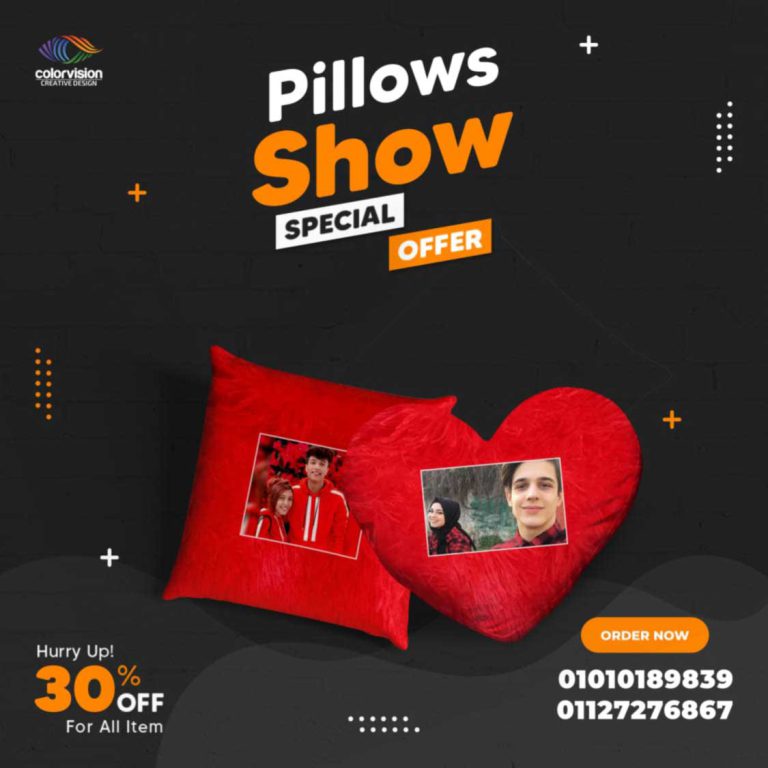 colorvision
CREATIVE DESIGN
Pillows
Show
SPECIAL
OFFER
Hurry Up!
30% OFF
For All Item
ORDER NOW
01010189839
01127276867